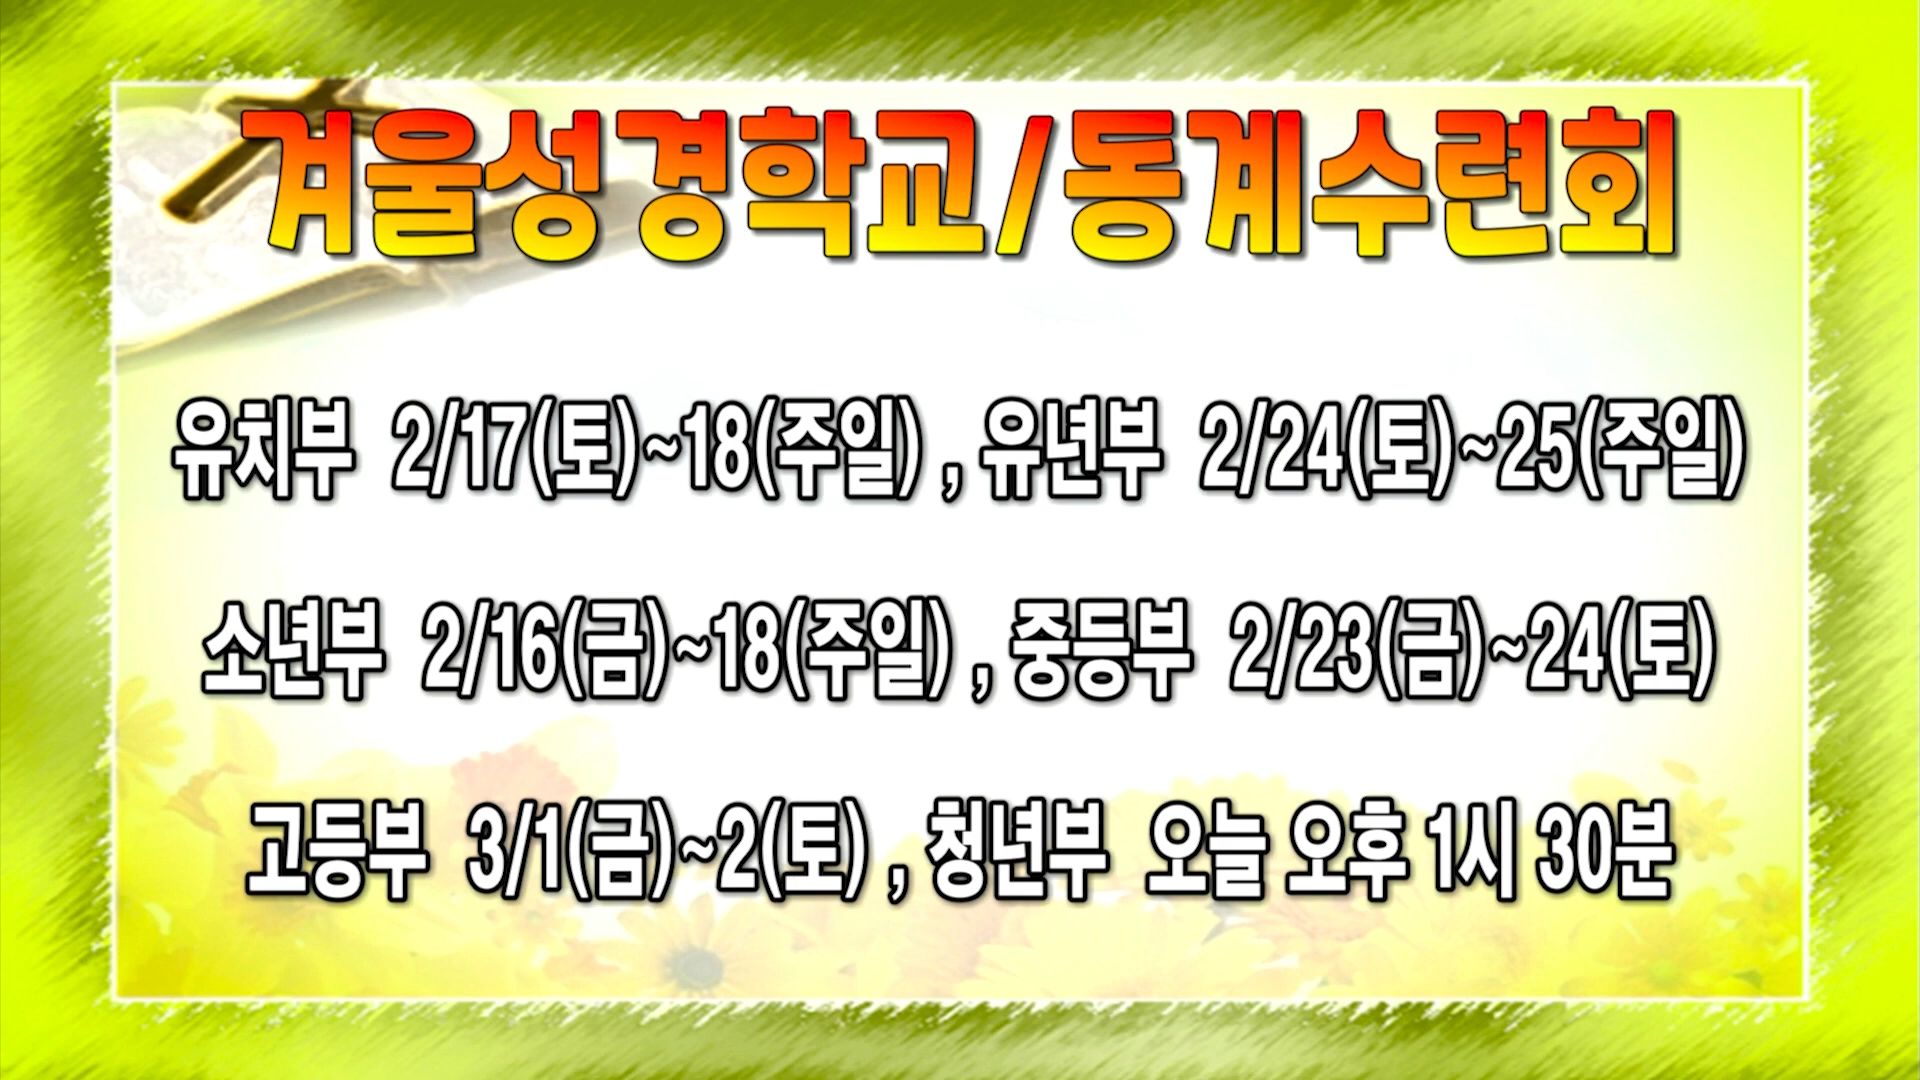 겨울성경학교/동계수련회
유치부 2/17(토)~18(주일) , 유년부 2/24(토)~25(주일)
소년부 2/16(금)~18(주일) , 중등부 2/23(금)~24(토)
고등부 3/1(금)~2(토) , 청년부 오늘 오후 1시 30분